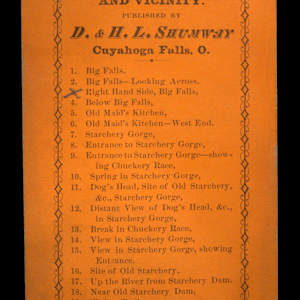 AND VICINITY.
PUBLISHED BY
D. & H. L. SHUMWAY
Cuyahoga Falls, O.
1. Big Falls.
2. Big Falls—Looking Across,
3. Right Hand Side, Big Falls,
4. Below Big Falls,
5. Old Maid's Kitchen,
6. Old Maid's Kitchen—West End,
7. Starchery Gorge,
8. Entrance to Starchery Gorge,
9. Entrance to Starchery Gorge—show-
ing Chuckery Race,
10. Spring in Starchery Gorge,
11. Dog's Head, Site of Old Starchery,
&c., Starchery Gorge,
12. Distant View of Dog's Head, &c.,
in Starchery Gorge,
13. Break in Chuckery Race,
14. View in Starchery Gorge,
15. View in Starchery Gorge, showing
Entrance.
16. Site of Old Starchery,
17. Up the River from Starchery Dam.
18. Near Old Starchery Dam,